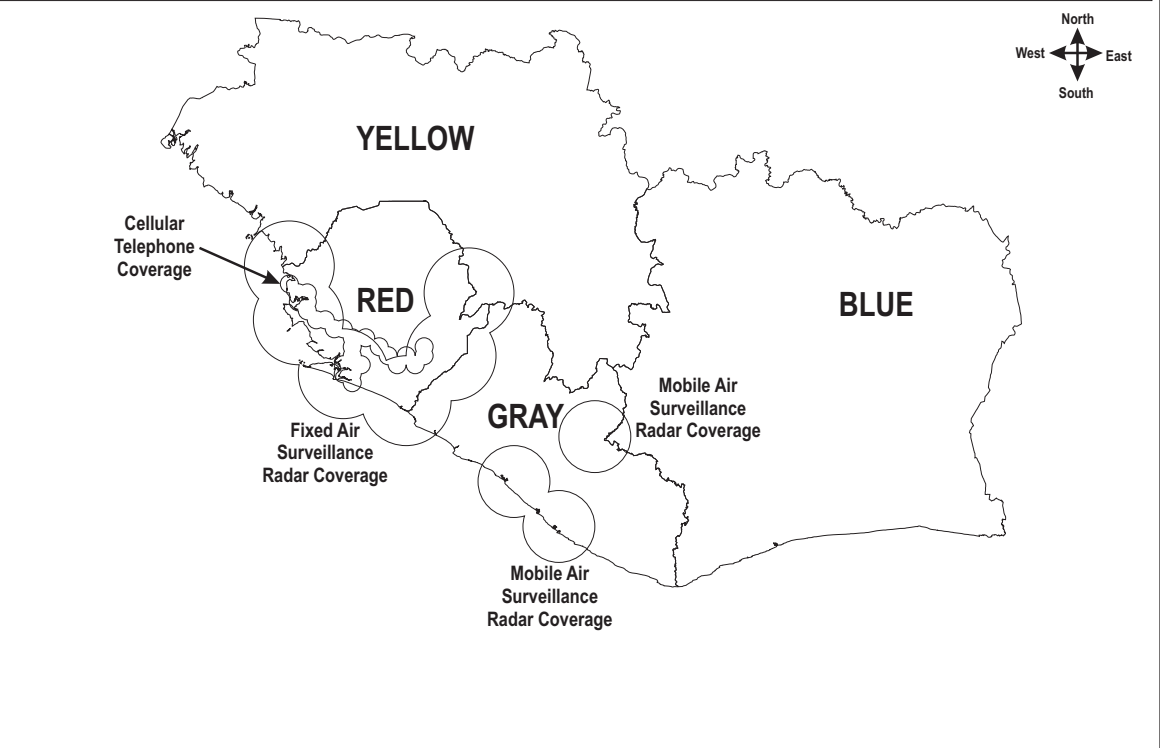 North
West
East
South
YELLOW
Cellular
Telephone
Coverage
RED
BLUE
Mobile Air
Surveillance
Radar Coverage
GRAY
Fixed Air
Surveillance
Radar Coverage
Mobile Air
Surveillance
Radar Coverage